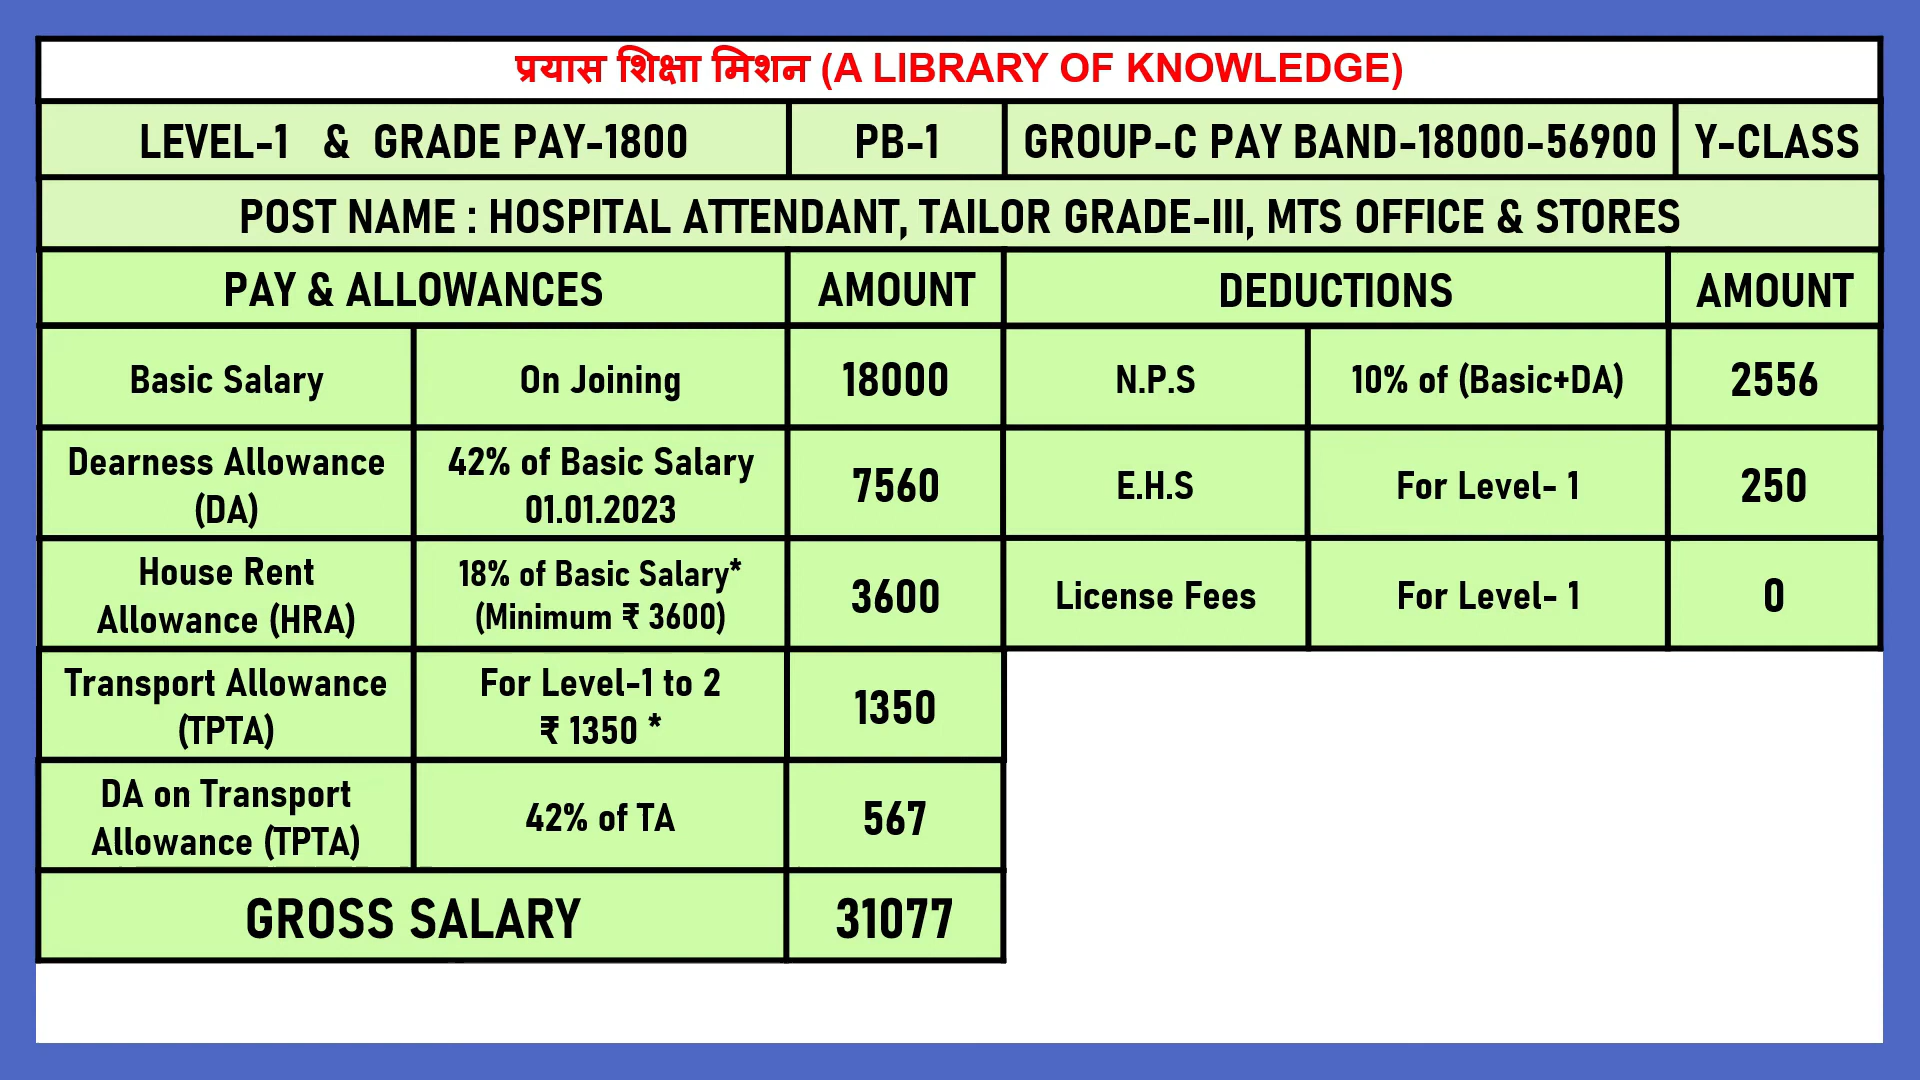 प्रयास शिक्षा मिशन (A LIBRARY OF KNOWLEDGE)
LEVEL-1 & GRADE PAY-1800 PB-1 GROUP-C PAY BAND-18000-56900 Y-CLASS
POST NAME : HOSPITAL ATTENDANT, TAILOR GRADE-III, MTS OFFICE & STORES
PAY & ALLOWANCES AMOUNT DEDUCTIONS AMOUNT
Basic Salary On Joining 18000 N.P.S 10% of (Basic+DA) 2556
Dearness Allowance
(DA)
42% of Basic Salary
01.01.2023
7560 E.H.S For Level- 1 250
House Rent
Allowance (HRA)
18% of Basic Salary*
(Minimum ₹ 3600)
3600 License Fees For Level- 1 0
Transport Allowance
(TPTA)
For Level-1 to 2
₹ 1350 *
1350
DA on Transport
Allowance (TPTA)
42% of TA
567
GROSS SALARY 31077